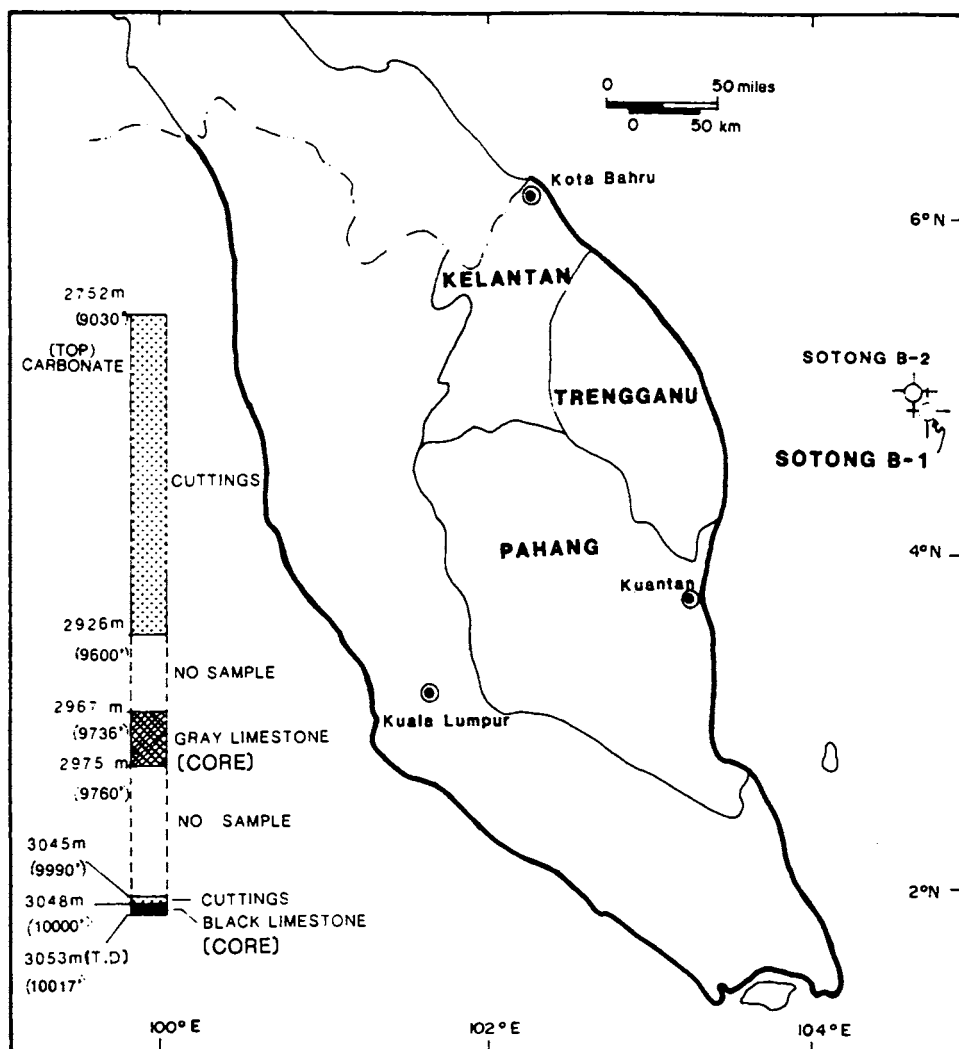 0 50 miles
0 50 km
Kota Bahru
6°N
KELANTAN
2752m
(9030')
(TOP)
CARBONATE
SOTONG B-2
TRENGGANU
SOTONG B-1
CUTTINGS
PAHANG
4°N
Kuantan
2926m
(9600')
NO SAMPLE
2967 m
Kuala Lumpur
(9736')
GRAY LIMESTONE
(CORE)
2975 m
(9760')
NO SAMPLE
3045m
(9990')
2°N
CUTTINGS
3048m
BLACK LIMESTONE
(10000')
(CORE)
3053m(T.D)
(10017')
100°E
102°E
104°E